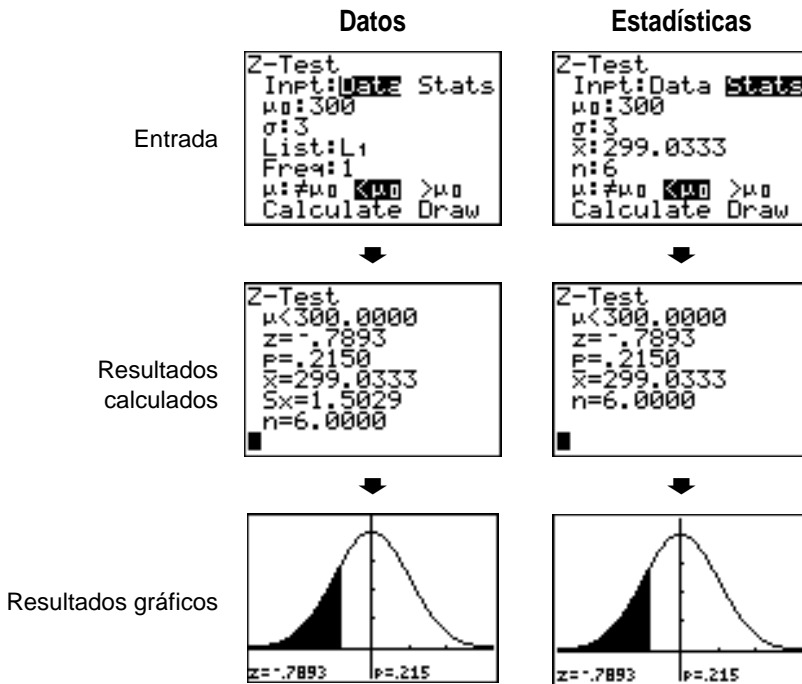 Datos
Estadísticas
Entrada
Z-Test
Inpt:Data Stats
μ0:300
σ:3
List:L1
Freq:1
μ:≠μ0 <μ0 >μ0
Calculate Draw
Z-Test
Inpt:Data Stats
μ0:300
σ:3
x̄:299.0333
n:6
μ:≠μ0 <μ0 >μ0
Calculate Draw
Resultados
calculados
Z-Test
μ<300.0000
z=-.7893
p=.2150
x̄=299.0333
Sx=1.5029
n=6.0000
Z-Test
μ<300.0000
z=-.7893
p=.2150
x̄=299.0333
n=6.0000
Resultados gráficos
z=-.7893 p=.215
z=-.7893 p=.215